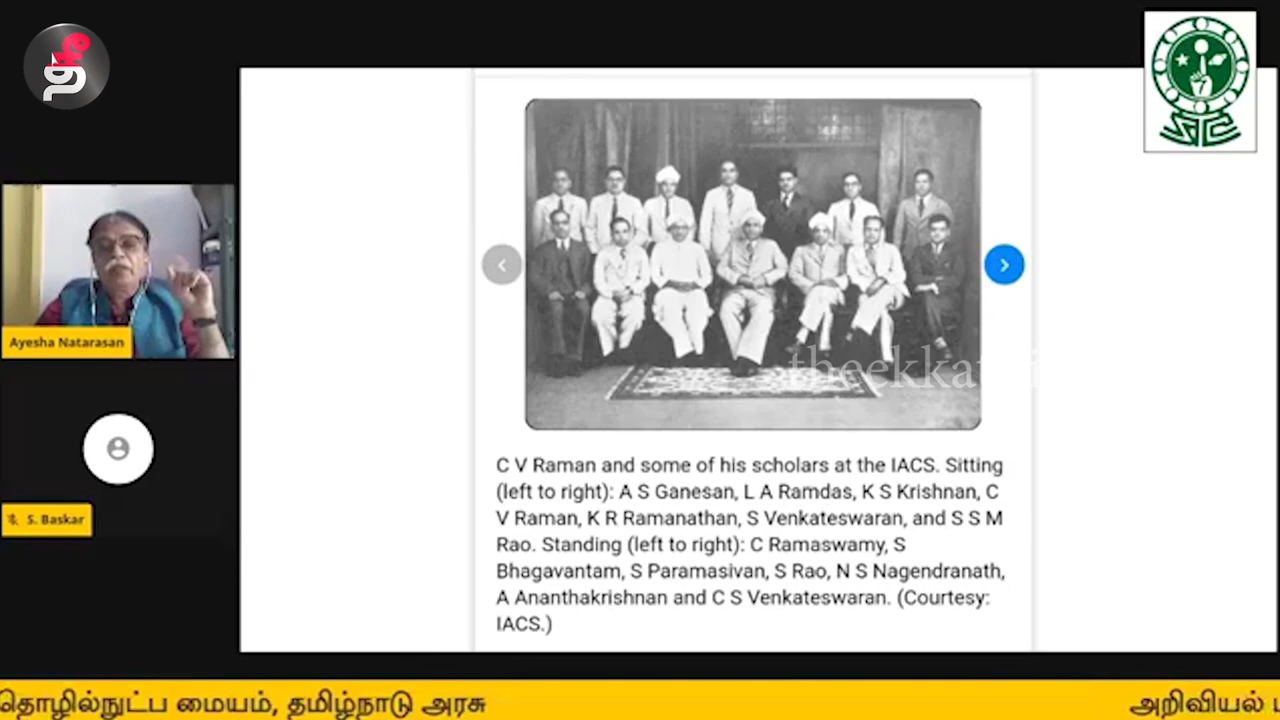 தீ
STC
Ayesha Natarasan
S. Baskar
theekka
C V Raman and some of his scholars at the IACS. Sitting
(left to right): A S Ganesan, L A Ramdas, K S Krishnan, C
V Raman, K R Ramanathan, S Venkateswaran, and S S M
Rao. Standing (left to right): C Ramaswamy, S
Bhagavantam, S Paramasivan, S Rao, N S Nagendranath,
A Ananthakrishnan and C S Venkateswaran. (Courtesy:
IACS.)
தொழில்நுட்ப மையம், தமிழ்நாடு அரசு
அறிவியல்